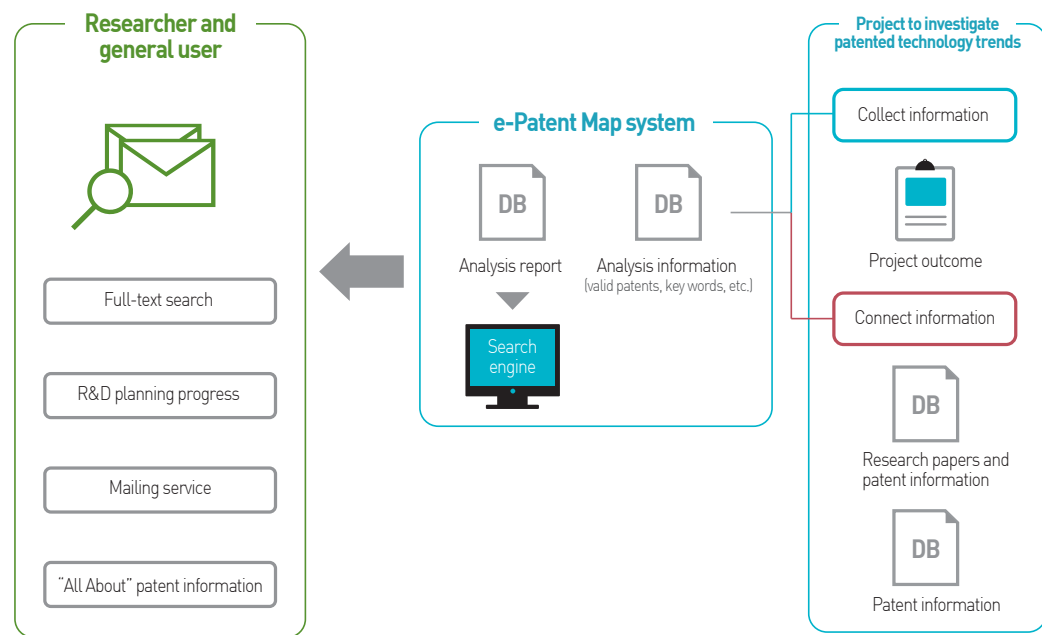 Researcher and
general user
Full-text search
R&D planning progress
Mailing service
“All About” patent information
e-Patent Map system
DB
Analysis report
DB
Analysis information
(valid patents, key words, etc.)
Search
engine
Project to investigate
patented technology trends
Collect information
Project outcome
Connect information
DB
Research papers and
patent information
DB
Patent information